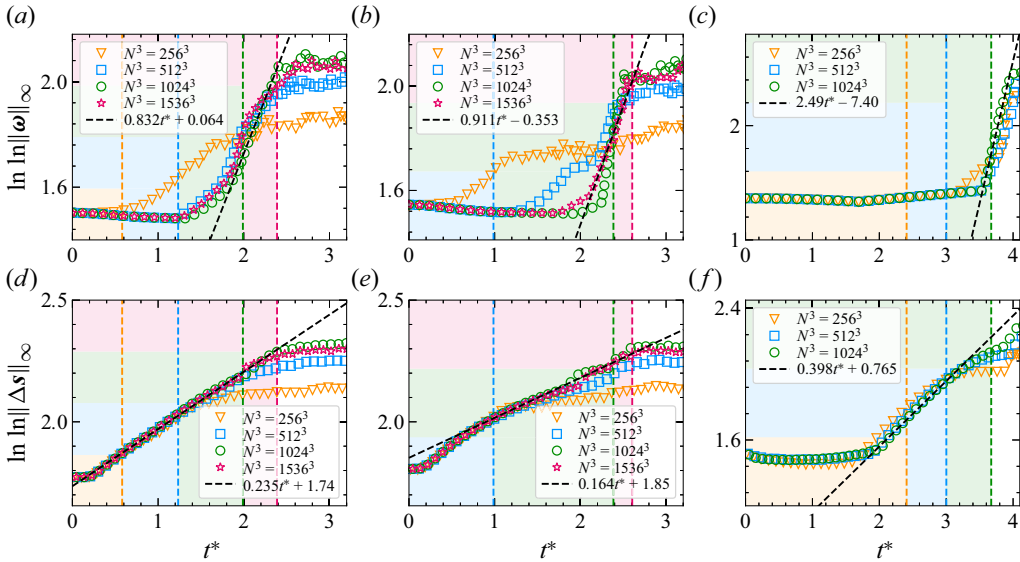 (a)
(b)
(c)
ln ln||ω||∞
2.0
1.6
N³ = 256³
N³ = 512³
N³ = 1024³
N³ = 1536³
0.832t* + 0.064
0 1 2 3
2.0
1.6
N³ = 256³
N³ = 512³
N³ = 1024³
N³ = 1536³
0.911t* − 0.353
0 1 2 3
2
1
N³ = 256³
N³ = 512³
N³ = 1024³
2.49t* − 7.40
0 1 2 3 4
(d)
(e)
(f)
ln ln||Δs||∞
2.5
2.0
N³ = 256³
N³ = 512³
N³ = 1024³
N³ = 1536³
0.235t* + 1.74
0 1 2 3
t*
2.5
2.0
N³ = 256³
N³ = 512³
N³ = 1024³
N³ = 1536³
0.164t* + 1.85
0 1 2 3
t*
2.4
1.6
N³ = 256³
N³ = 512³
N³ = 1024³
0.398t* + 0.765
0 1 2 3 4
t*